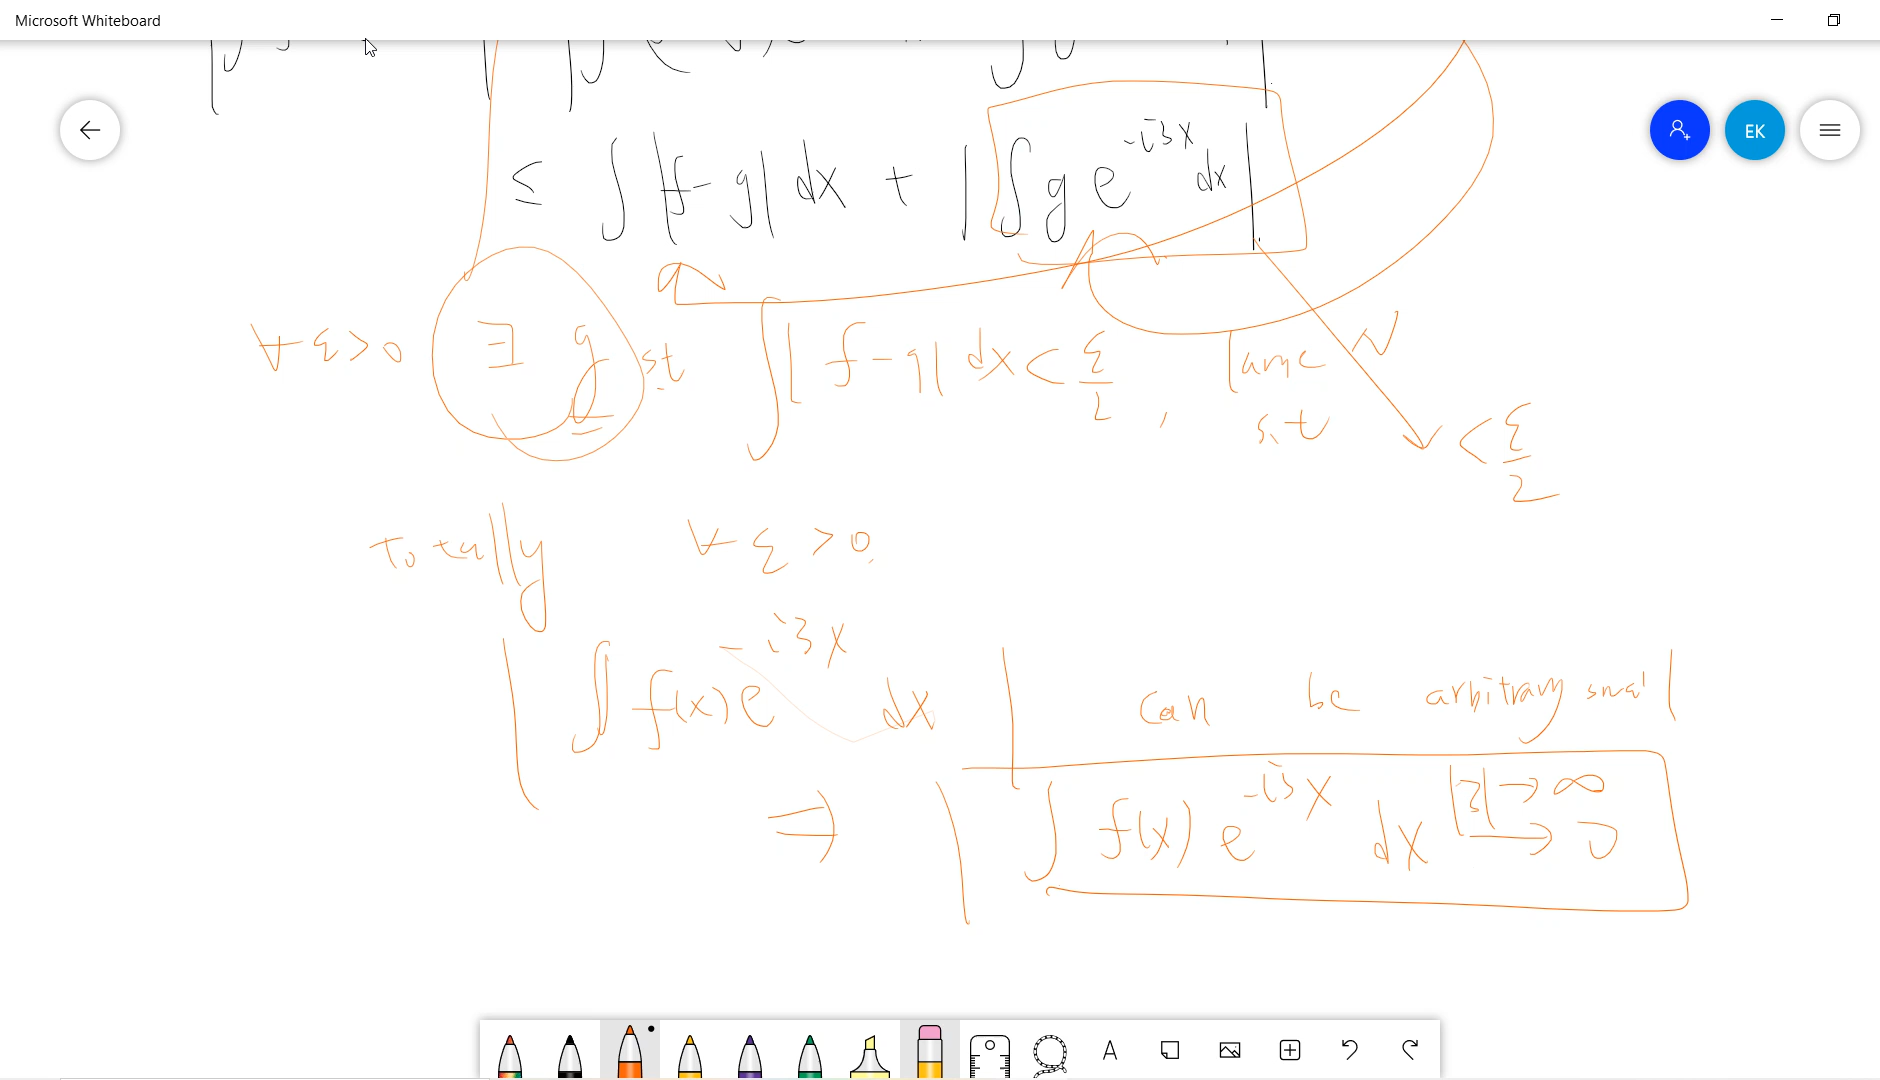 Microsoft Whiteboard
EK
≤ ∫ |f-g| dx + | ∫ g e^{-iξx} dx |
∀ ε>0 ∃ g st ∫ | f-g| dx < ε/2 , large
s.t < ε/2
Totally ∀ ε > 0.
| ∫ f(x) e^{-iξx} dx | can be arbitrary small
⇒ | ∫ f(x) e^{-iξx} dx |ξ|→∞ → 0
A